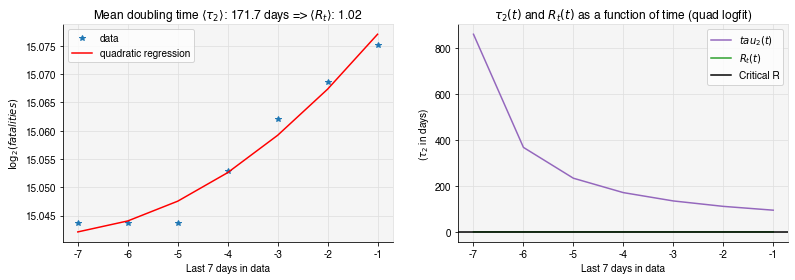 Mean doubling time ⟨τ₂⟩: 171.7 days => ⟨Rₜ⟩: 1.02
log₂(fatalities)
15.075
15.070
15.065
15.060
15.055
15.050
15.045
data
quadratic regression
-7 -6 -5 -4 -3 -2 -1
Last 7 days in data
τ₂(t) and Rₜ(t) as a function of time (quad logfit)
(τ₂ in days)
800
600
400
200
0
tau₂(t)
Rₜ(t)
Critical R
-7 -6 -5 -4 -3 -2 -1
Last 7 days in data